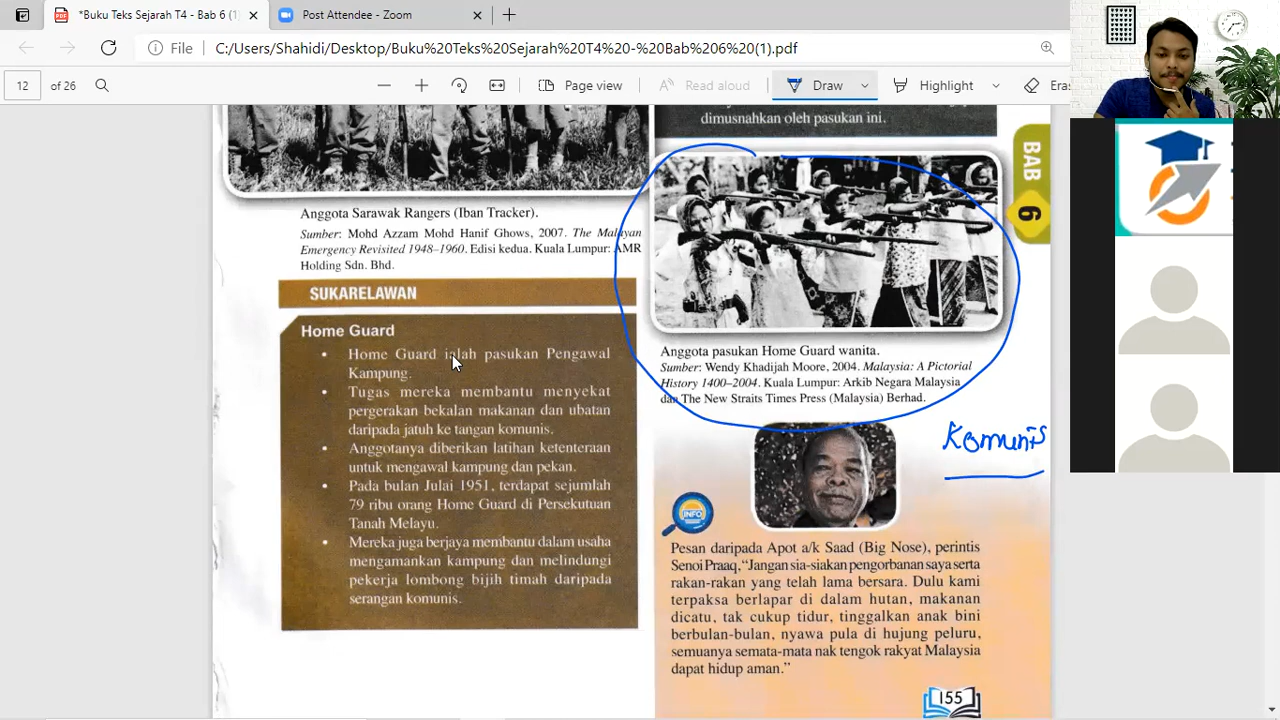 *Buku Teks Sejarah T4 - Bab 6 (1)
Post Attendee - Zoom
File
C:/Users/Shahidi/Desktop/Buku%20Teks%20Sejarah%20T4%20-%20Bab%206%20(1).pdf
12 of 26
Page view
Read aloud
Draw
Highlight
Eras
Anggota Sarawak Rangers (Iban Tracker).
Sumber: Mohd Azzam Mohd Hanif Ghows, 2007. The Malayan
Emergency Revisited 1948–1960. Edisi kedua. Kuala Lumpur: AMR
Holding Sdn. Bhd.
SUKARELAWAN
Home Guard
• Home Guard ialah pasukan Pengawal
Kampung.
• Tugas mereka membantu menyekat
pergerakan bekalan makanan dan ubatan
daripada jatuh ke tangan komunis.
• Anggotanya diberikan latihan ketenteraan
untuk mengawal kampung dan pekan.
• Pada bulan Julai 1951, terdapat sejumlah
79 ribu orang Home Guard di Persekutuan
Tanah Melayu.
• Mereka juga berjaya membantu dalam usaha
mengamankan kampung dan melindungi
pekerja lombong bijih timah daripada
serangan komunis.
dimusnahkan oleh pasukan ini.
BAB
6
Anggota pasukan Home Guard wanita.
Sumber: Wendy Khadijah Moore, 2004. Malaysia: A Pictorial
History 1400–2004. Kuala Lumpur: Arkib Negara Malaysia
dan The New Straits Times Press (Malaysia) Berhad.
Komunis
INFO
Pesan daripada Apot a/k Saad (Big Nose), perintis
Senoi Praaq, “Jangan sia-siakan pengorbanan saya serta
rakan-rakan yang telah lama bersara. Dulu kami
terpaksa berlapar di dalam hutan, makanan
dicatu, tak cukup tidur, tinggalkan anak bini
berbulan-bulan, nyawa pula di hujung peluru,
semuanya semata-mata nak tengok rakyat Malaysia
dapat hidup aman.”
155